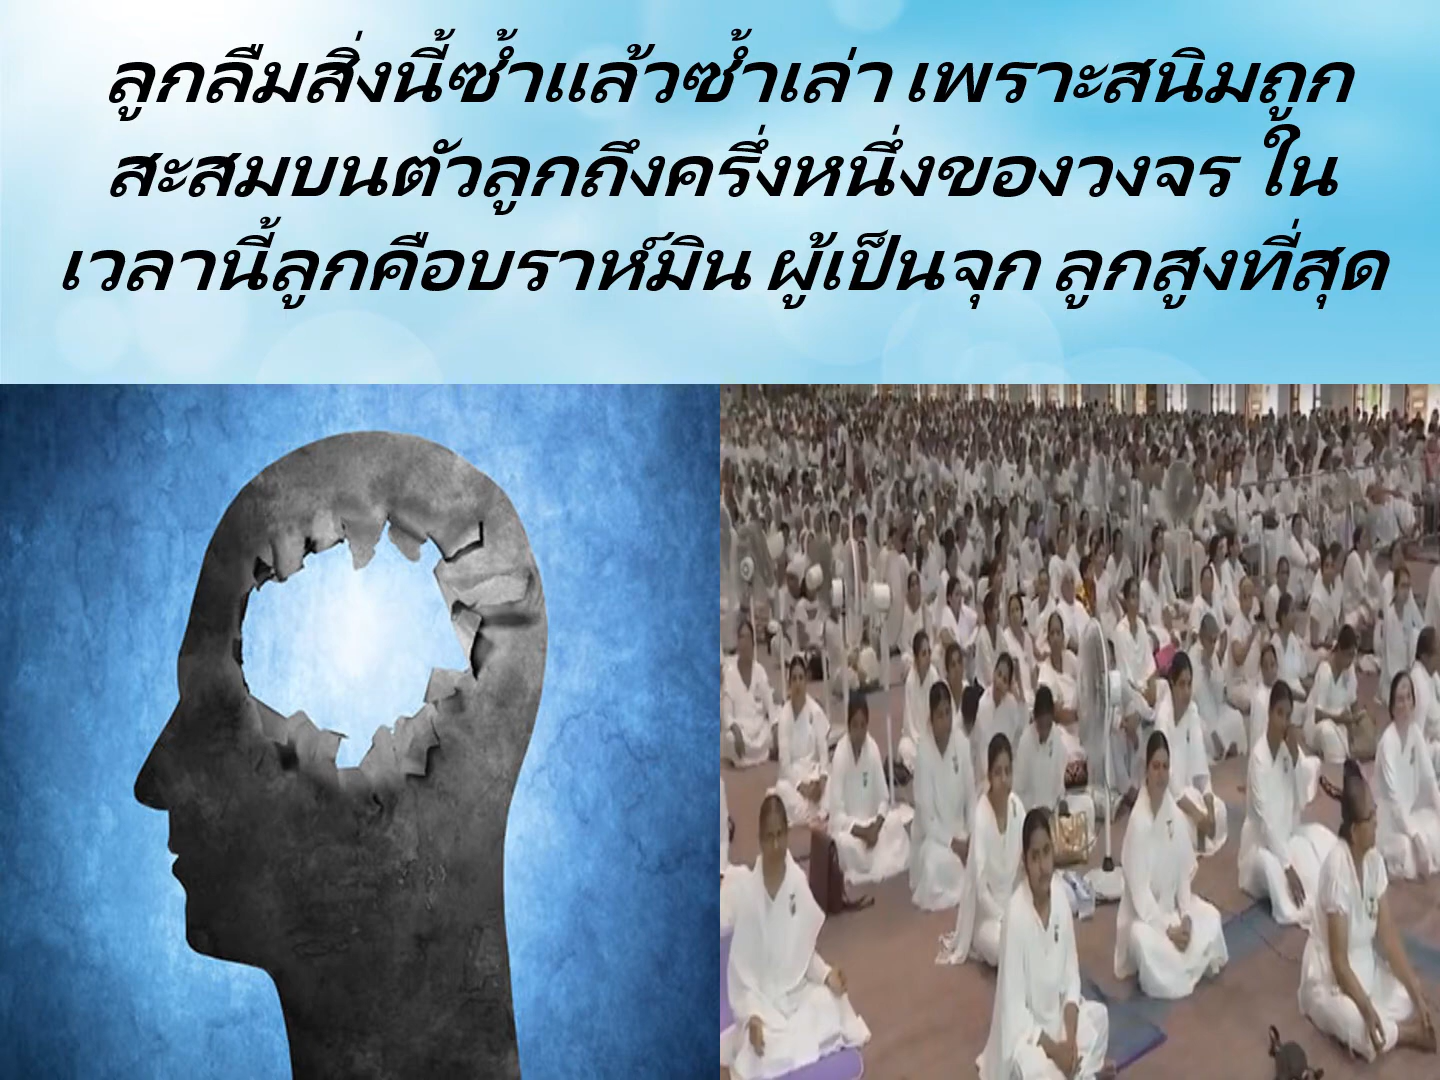 ลูกลืมสิ่งนี้ซ้ำแล้วซ้ำเล่า เพราะสนิมถูก
สะสมบนตัวลูกถึงครึ่งหนึ่งของวงจร ใน
เวลานี้ลูกคือบราห์มิน ผู้เป็นจุก ลูกสูงที่สุด